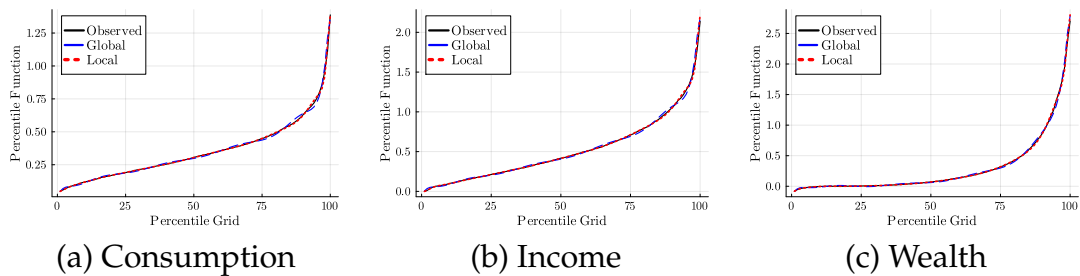 Percentile Function
1.25
1.00
0.75
0.50
0.25
Observed
Global
Local
0
25
50
75
100
Percentile Grid
(a) Consumption
Percentile Function
2.0
1.5
1.0
0.5
0.0
Observed
Global
Local
0
25
50
75
100
Percentile Grid
(b) Income
Percentile Function
2.5
2.0
1.5
1.0
0.5
0.0
Observed
Global
Local
0
25
50
75
100
Percentile Grid
(c) Wealth